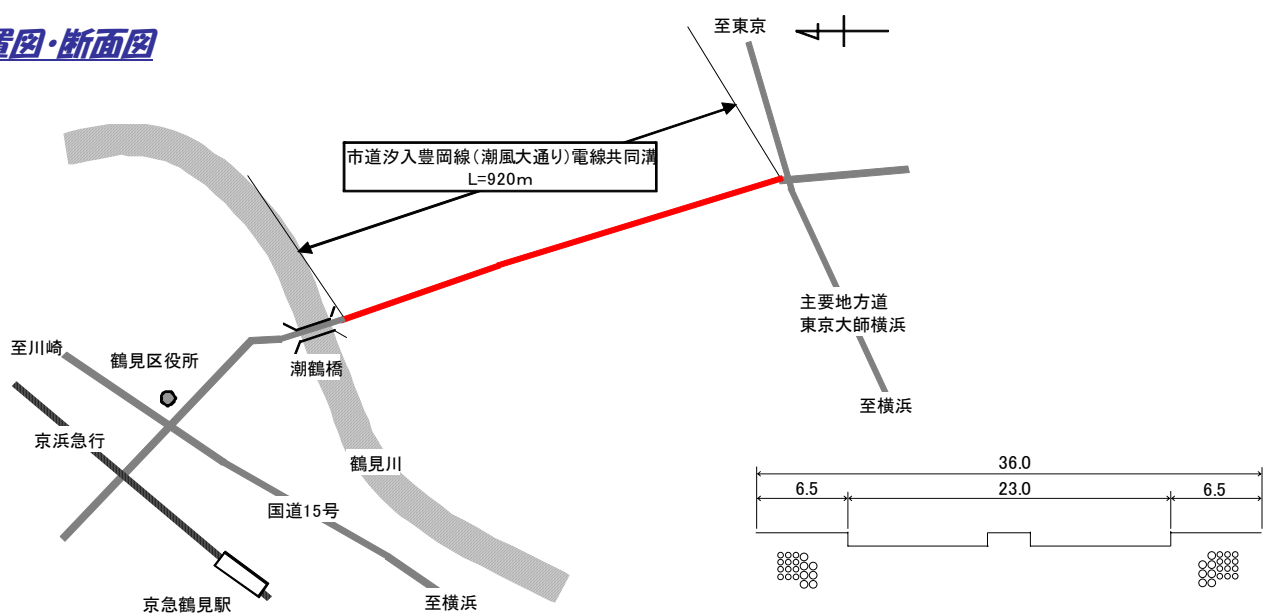 置図・断面図
至東京
市道汐入豊岡線(潮風大通り)電線共同溝
L=920m
主要地方道
東京大師横浜
至川崎
鶴見区役所
潮鶴橋
至横浜
京浜急行
鶴見川
36.0
6.5
23.0
6.5
国道15号
京急鶴見駅
至横浜